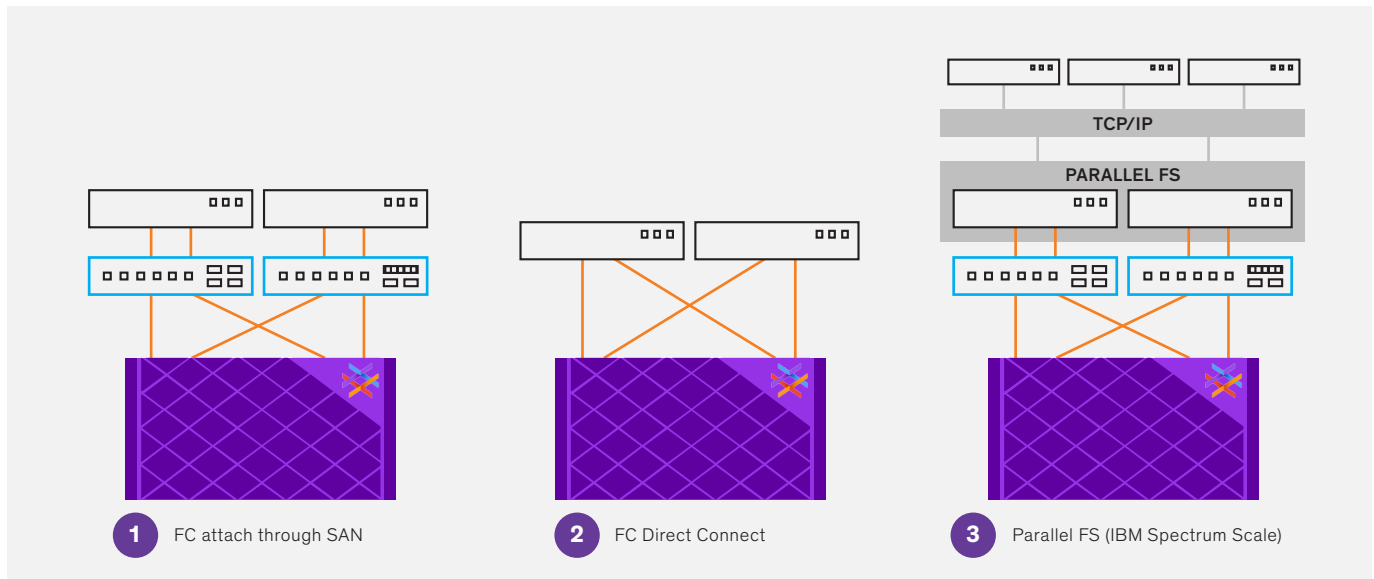 TCP/IP
PARALLEL FS
1 FC attach through SAN
2 FC Direct Connect
3 Parallel FS (IBM Spectrum Scale)